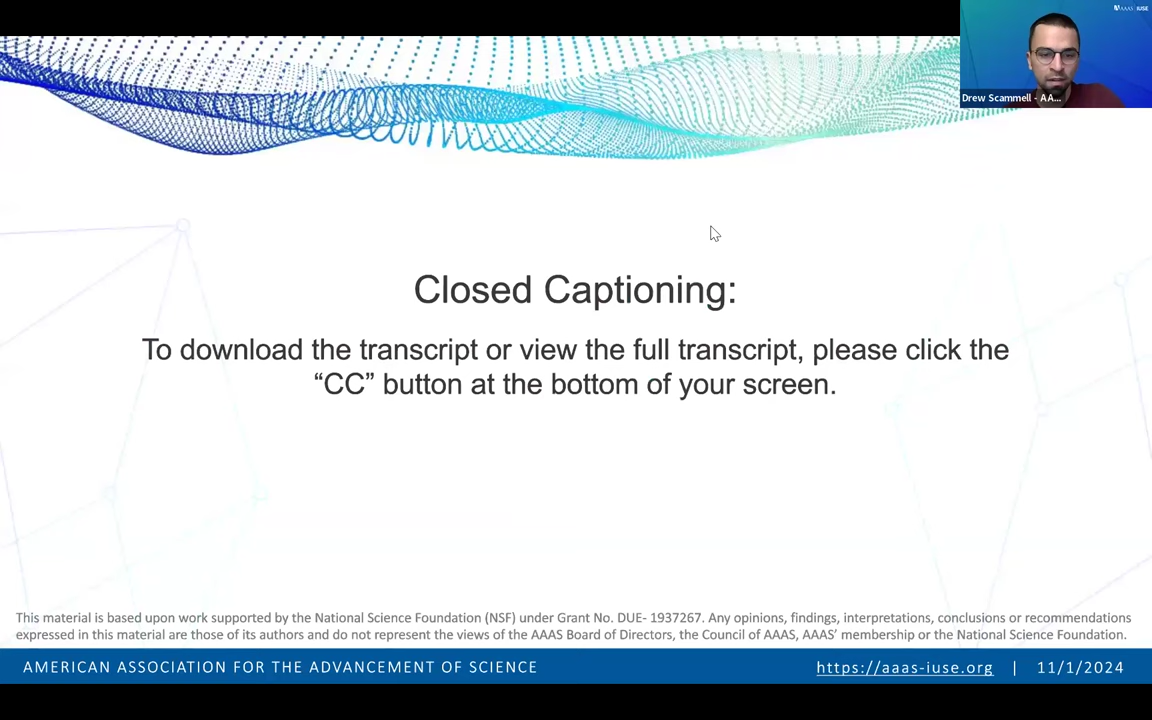 AAAS IUSE
Drew Scammell - AA...
Closed Captioning:
To download the transcript or view the full transcript, please click the
“CC” button at the bottom of your screen.
This material is based upon work supported by the National Science Foundation (NSF) under Grant No. DUE- 1937267. Any opinions, findings, interpretations, conclusions or recommendations
expressed in this material are those of its authors and do not represent the views of the AAAS Board of Directors, the Council of AAAS, AAAS’ membership or the National Science Foundation.
AMERICAN ASSOCIATION FOR THE ADVANCEMENT OF SCIENCE
https://aaas-iuse.org | 11/1/2024